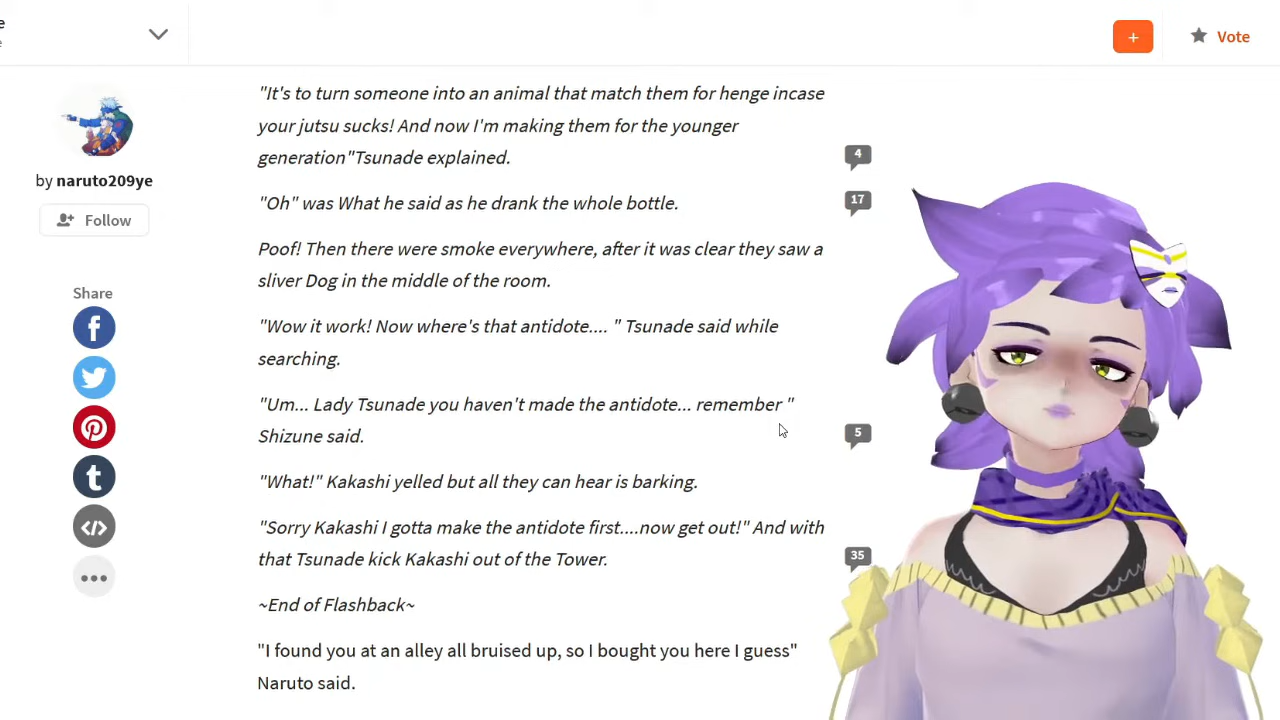 e
Vote
"It's to turn someone into an animal that match them for henge incase
your jutsu sucks! And now I'm making them for the younger
generation"Tsunade explained.
4
"Oh" was What he said as he drank the whole bottle.
17
Poof! Then there were smoke everywhere, after it was clear they saw a
sliver Dog in the middle of the room.
"Wow it work! Now where's that antidote.... " Tsunade said while
searching.
"Um... Lady Tsunade you haven't made the antidote... remember "
Shizune said.
5
"What!" Kakashi yelled but all they can hear is barking.
"Sorry Kakashi I gotta make the antidote first....now get out!" And with
that Tsunade kick Kakashi out of the Tower.
35
~End of Flashback~
"I found you at an alley all bruised up, so I bought you here I guess"
Naruto said.
by naruto209ye
Follow
Share